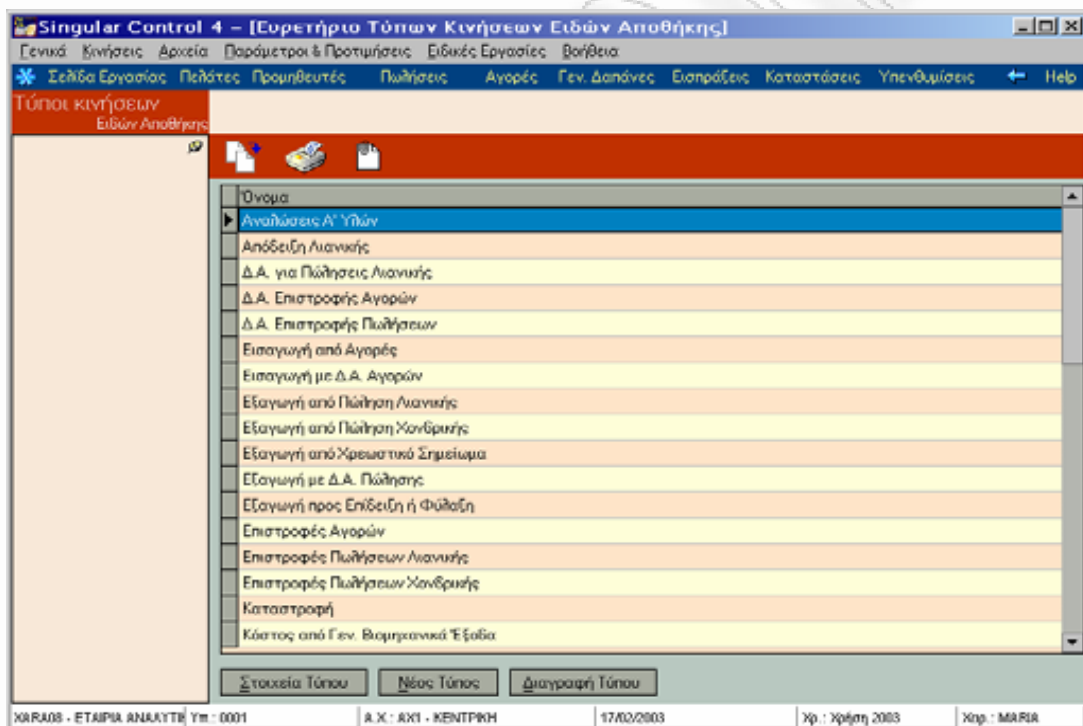 Singular Control 4 – [Ευρετήριο Τύπων Κινήσεων Ειδών Αποθήκης]
Γενικά Κινήσεις Αρχεία Παράμετροι & Προτιμήσεις Ειδικές Εργασίες Βοήθεια
Σελίδα Εργασίας Πελάτες Προμηθευτές Πωλήσεις Αγορές Γεν. Δαπάνες Εισπράξεις Καταστάσεις Υπενθυμίσεις Help
Τύποι κινήσεων
Ειδών Αποθήκης
Όνομα
Αναλώσεις Α' Υλών
Απόδειξη Λιανικής
Δ.Α. για Πώλησεις Λιανικής
Δ.Α. Επιστροφής Αγορών
Δ.Α. Επιστροφής Πωλήσεων
Εισαγωγή από Αγορές
Εισαγωγή με Δ.Α. Αγορών
Εξαγωγή από Πώληση Λιανικής
Εξαγωγή από Πώληση Χονδρικής
Εξαγωγή από Χρεωστικό Σημείωμα
Εξαγωγή με Δ.Α. Πώλησης
Εξαγωγή προς Επίδειξη ή Φύλαξη
Επιστροφές Αγορών
Επιστροφές Πωλήσεων Λιανικής
Επιστροφές Πωλήσεων Χονδρικής
Καταστροφή
Κόστος από Γεν. Βιομηχανικά Έξοδα
Στοιχεία Τύπου Νέος Τύπος Διαγραφή Τύπου
XARA08 - ΕΤΑΙΡΙΑ ΑΝΑΛΥΤΙ Υπ.: 0001 Α.Χ.: ΑΧ1 - ΚΕΝΤΡΙΚΗ 17/02/2003 Χρ.: Χρήση 2003 Χειρ.: MARIA